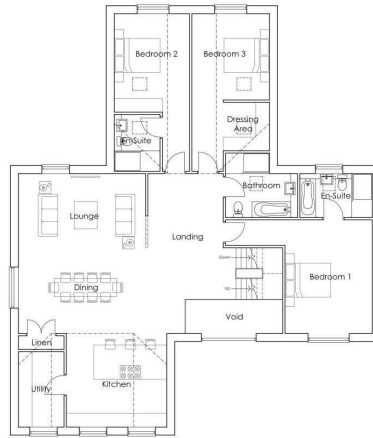 Bedroom 2
Bedroom 3
Dressing
Area
En-Suite
Bathroom
En-Suite
Lounge
Landing
Down
Bedroom 1
Dining
Up
Void
Linen
Utility
Kitchen